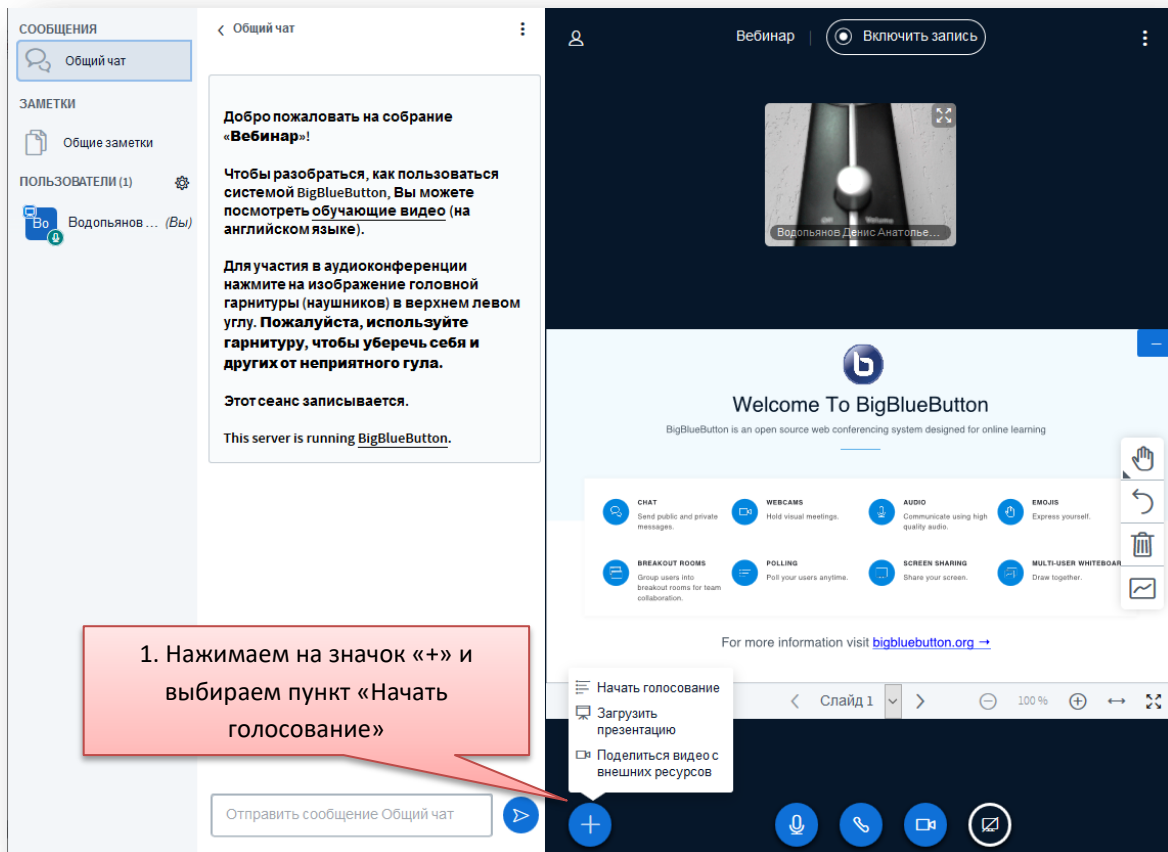 СООБЩЕНИЯ
Общий чат
ЗАМЕТКИ
Общие заметки
ПОЛЬЗОВАТЕЛИ (1)
Во
Водопьянов ... (Вы)
Общий чат
Добро пожаловать на собрание
«Вебинар»!
Чтобы разобраться, как пользоваться
системой BigBlueButton, Вы можете
посмотреть обучающие видео (на
английском языке).
Для участия в аудиоконференции
нажмите на изображение головной
гарнитуры (наушников) в верхнем левом
углу. Пожалуйста, используйте
гарнитуру, чтобы уберечь себя и
других от неприятного гула.
Этот сеанс записывается.
This server is running BigBlueButton.
Отправить сообщение Общий чат
1. Нажимаем на значок «+» и
выбираем пункт «Начать
голосование»
Вебинар
Включить запись
Off Volume
Водопьянов Денис Анатолье...
Welcome To BigBlueButton
BigBlueButton is an open source web conferencing system designed for online learning
CHAT
Send public and private
messages.
WEBCAMS
Hold visual meetings.
AUDIO
Communicate using high
quality audio.
EMOJIS
Express yourself.
BREAKOUT ROOMS
Group users into
breakout rooms for team
collaboration.
POLLING
Poll your users anytime.
SCREEN SHARING
Share your screen.
MULTI-USER WHITEBOAR
Draw together.
For more information visit bigbluebutton.org →
Начать голосование
Загрузить
презентацию
Поделиться видео с
внешних ресурсов
Слайд 1
100 %